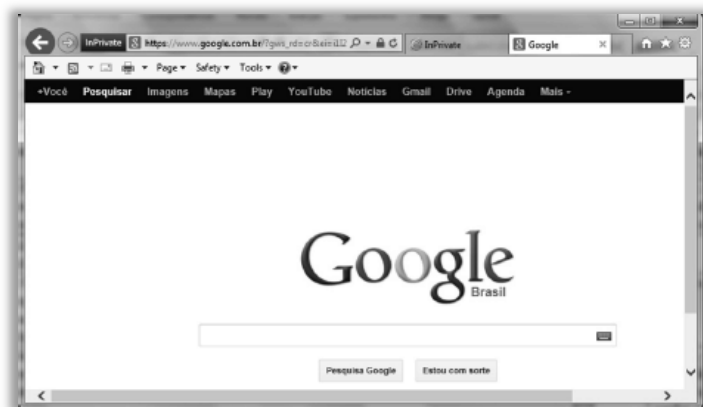 InPrivate https://www.google.com.br/? InPrivate Google
Page Safety Tools
+Você Pesquisar Imagens Mapas Play YouTube Notícias Gmail Drive Agenda Mais
Google
Brasil
Pesquisa Google Estou com sorte